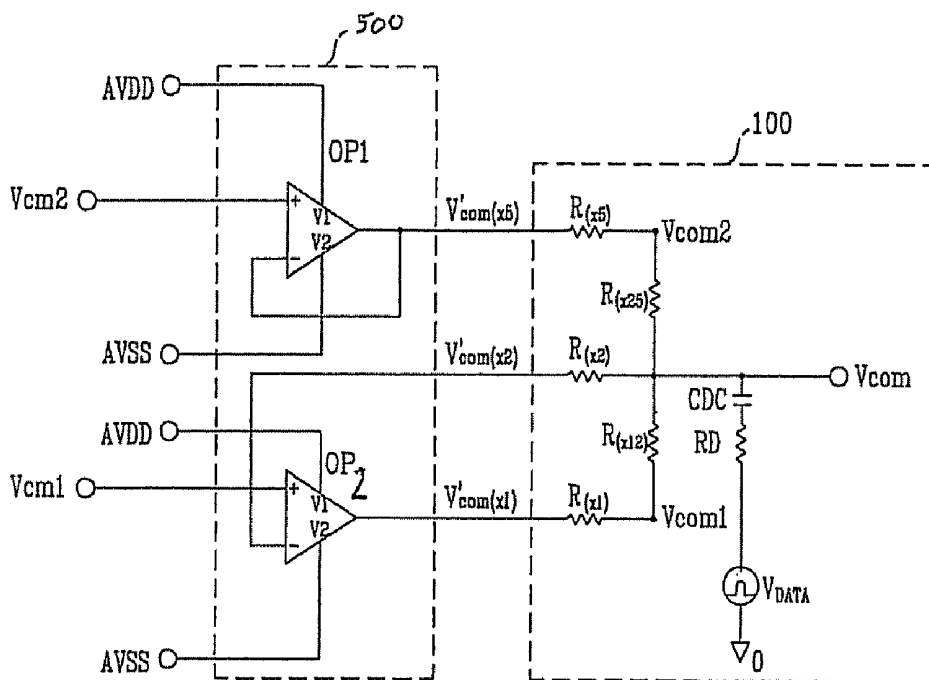 500
AVDD
OP1
100
Vcm2
+
V1
V2
-
V'com(x5)
R(x5)
Vcom2
R(x25)
AVSS
V'com(x2)
R(x2)
Vcom
CDC
AVDD
R(x12)
RD
OP2
Vcm1
+
V1
V2
-
V'com(x1)
R(x1)
Vcom1
VDATA
AVSS
0